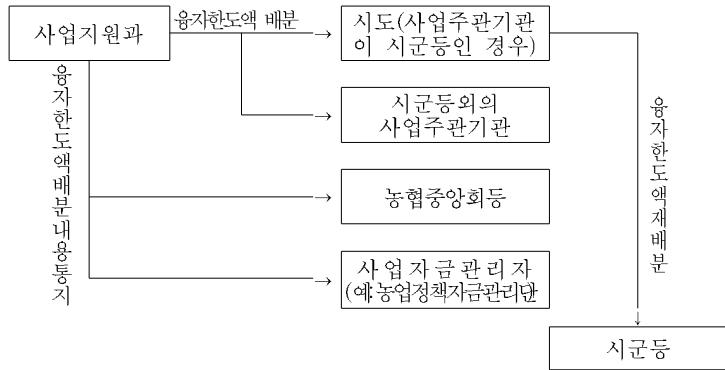 사업지원과
융자한도액 배분
시도(사업주관기관
이 시군등인 경우)
시군등외의
사업주관기관
농협중앙회등
사업자금관리자
(예:농업정책자금관리단)
융자한도액배분내용통지
융자한도액재배분
시군등